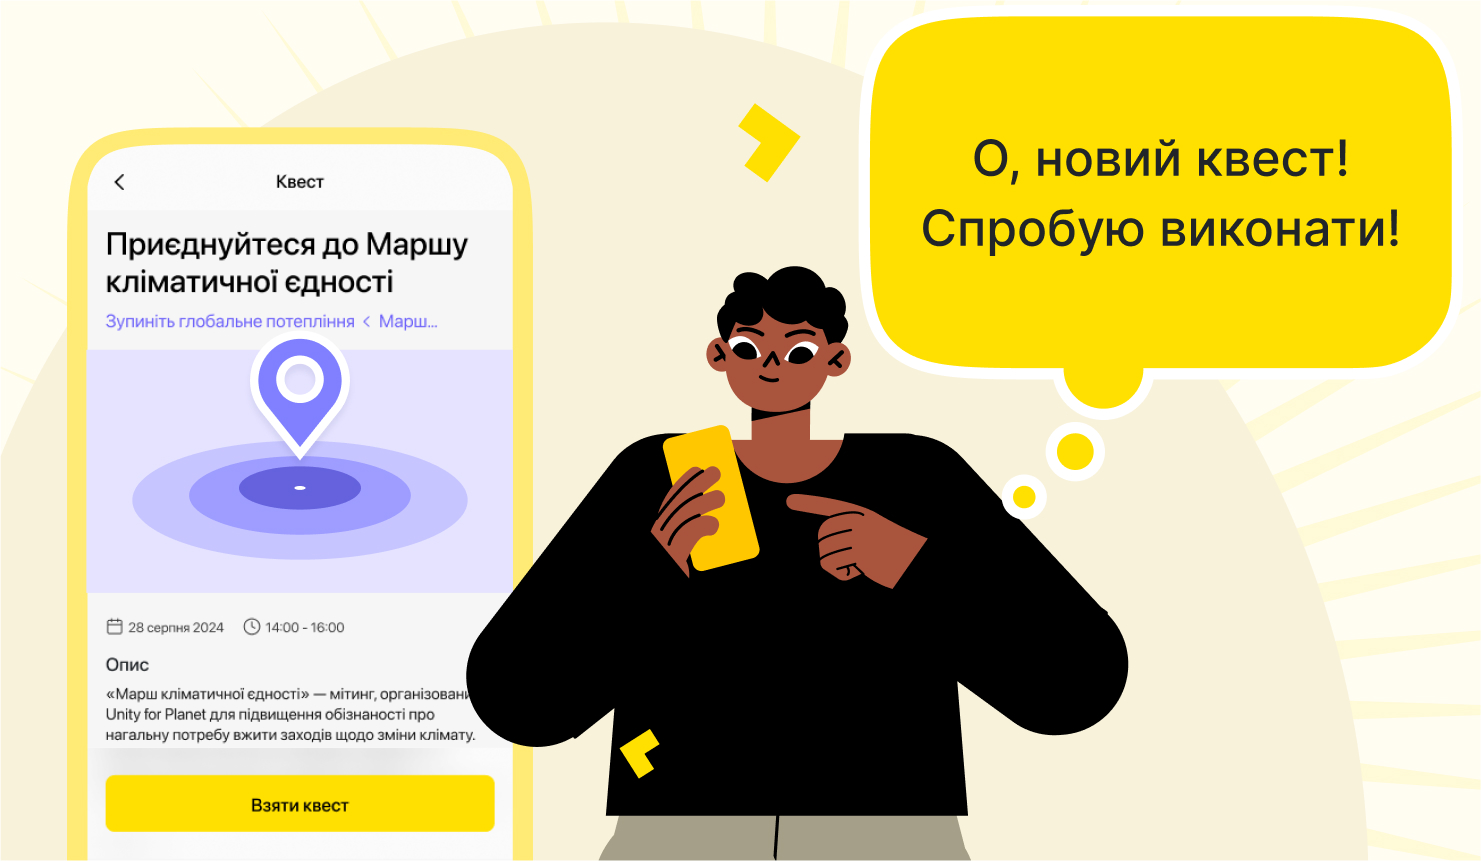 Квест
Приєднуйтеся до Маршу
кліматичної єдності
Зупиніть глобальне потепління < Марш...
28 серпня 2024 14:00 - 16:00
Опис
«Марш кліматичної єдності» — мітинг,
Unity for Planet для підвищення обізнаності про
нагальну потребу вжити заходів щодо зміни клімату.
Взяти квест
О, новий квест!
Спробую виконати!